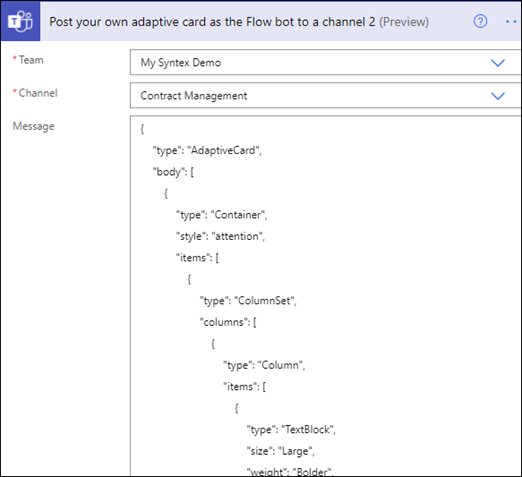 Post your own adaptive card as the Flow bot to a channel 2 (Preview)
* Team
My Syntex Demo
* Channel
Contract Management
Message
{
"type": "AdaptiveCard",
"body": [
{
"type": "Container",
"style": "attention",
"items": [
{
"type": "ColumnSet",
"columns": [
{
"type": "Column",
"items": [
{
"type": "TextBlock",
"size": "Large",
"weight": "Bolder",